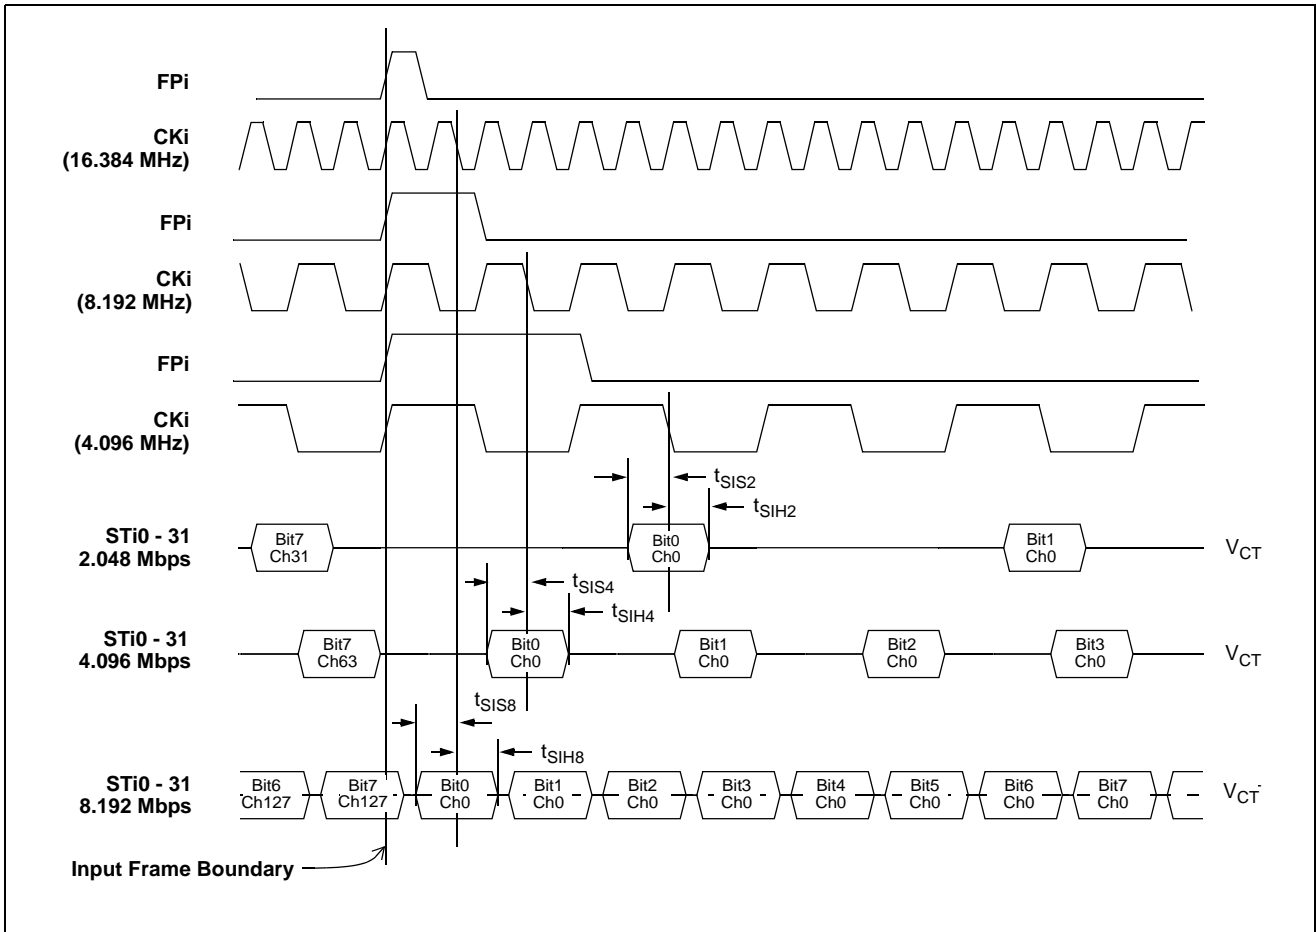 FPi
CKi
(16.384 MHz)
FPi
CKi
(8.192 MHz)
FPi
CKi
(4.096 MHz)
tSIS2
tSIH2
STi0 - 31
2.048 Mbps
Bit7
Ch31
Bit0
Ch0
Bit1
Ch0
VCT
tSIS4
tSIH4
STi0 - 31
4.096 Mbps
Bit7
Ch63
Bit0
Ch0
Bit1
Ch0
Bit2
Ch0
Bit3
Ch0
VCT
tSIS8
tSIH8
STi0 - 31
8.192 Mbps
Bit6
Ch127
Bit7
Ch127
Bit0
Ch0
Bit1
Ch0
Bit2
Ch0
Bit3
Ch0
Bit4
Ch0
Bit5
Ch0
Bit6
Ch0
Bit7
Ch0
VCT
Input Frame Boundary